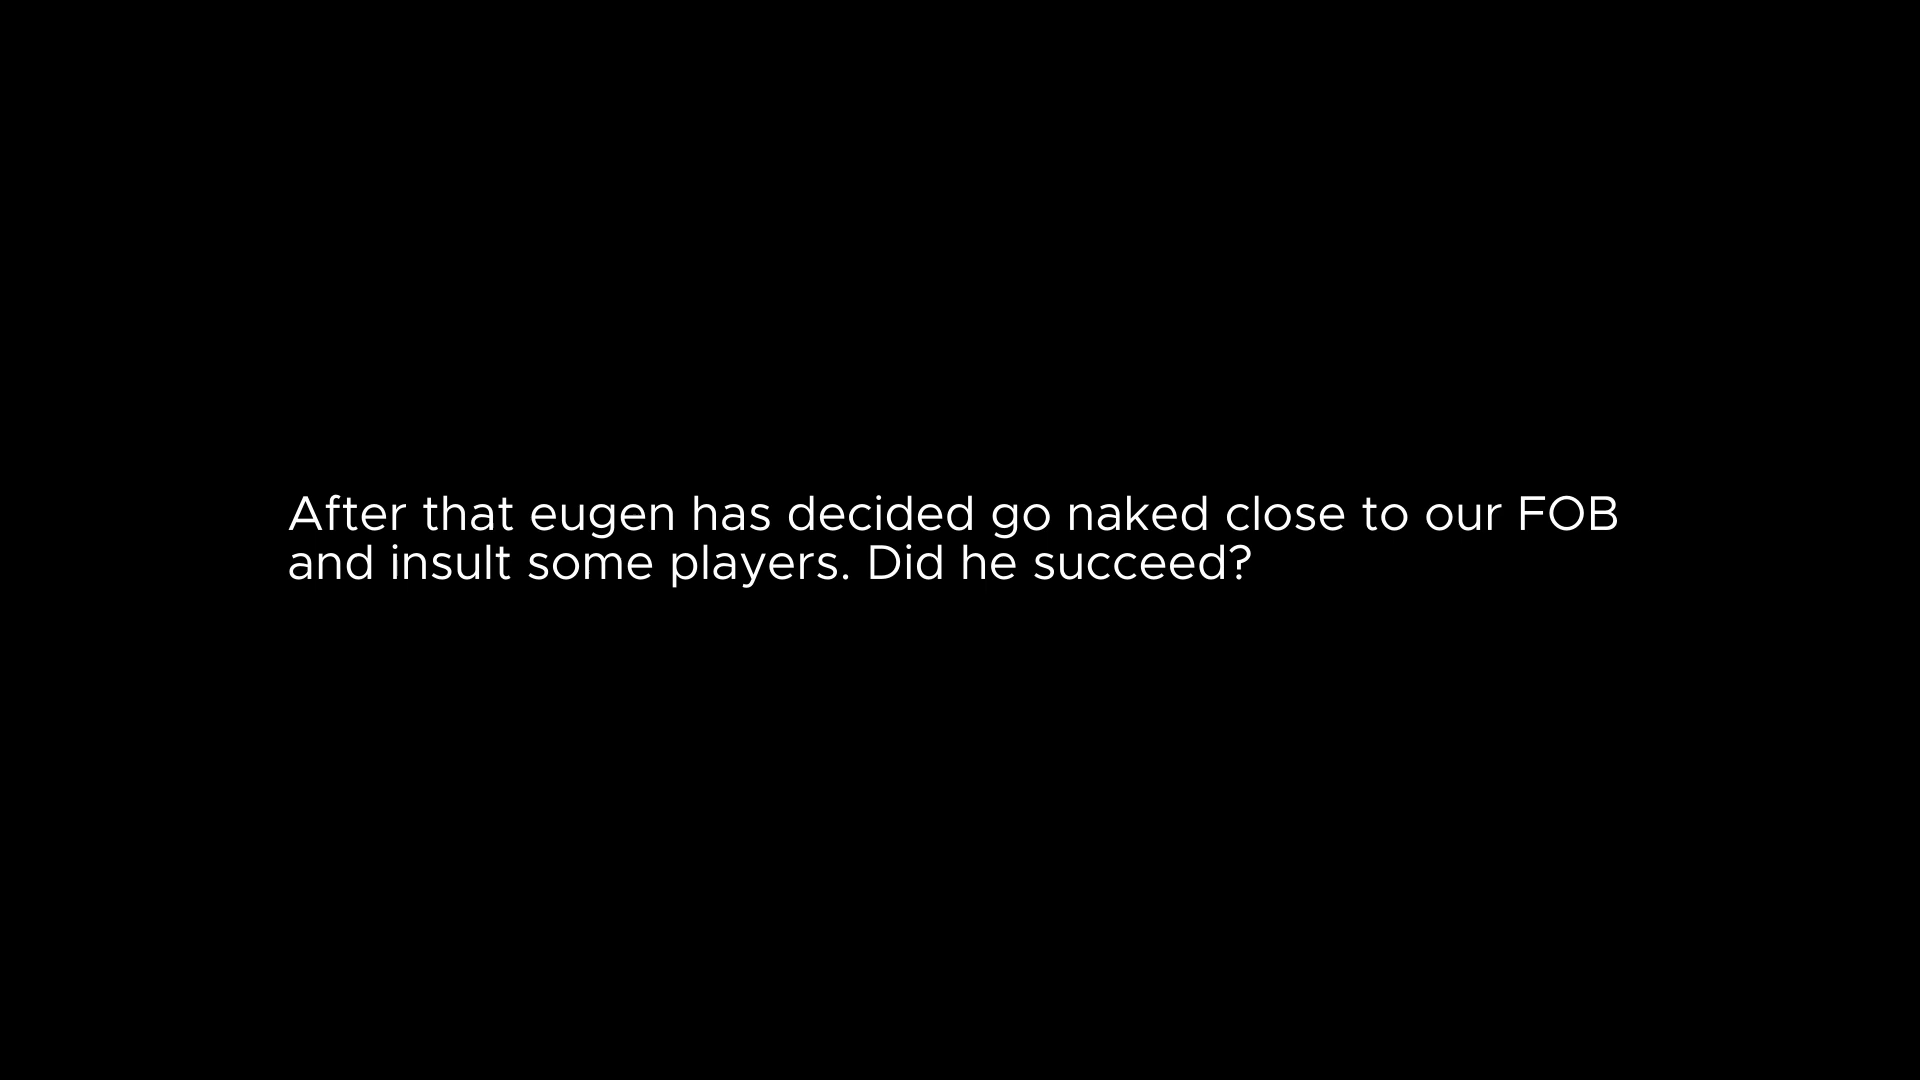 After that eugen has decided go naked close to our FOB
and insult some players. Did he succeed?